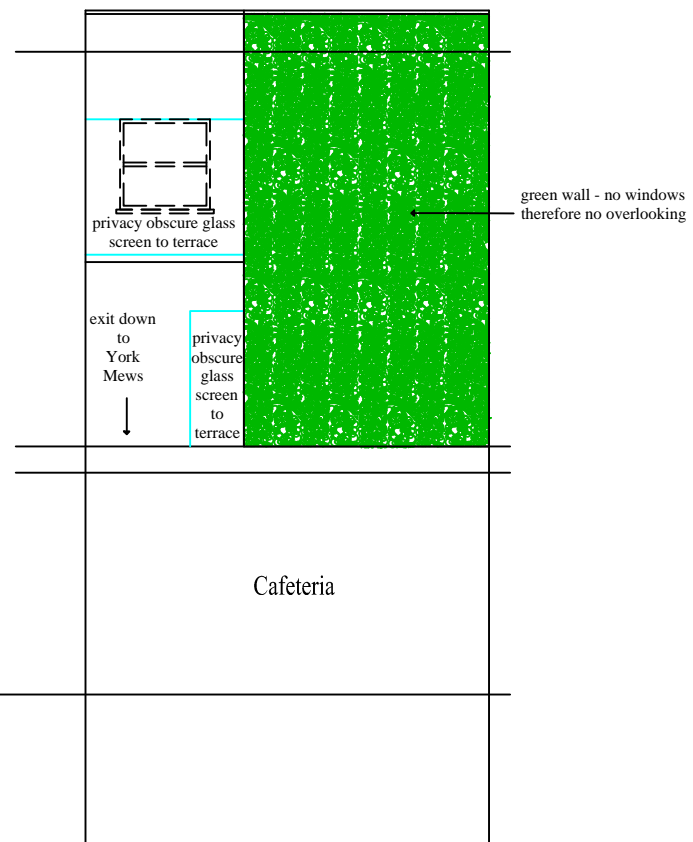 green wall - no windows
therefore no overlooking
privacy obscure glass
screen to terrace
exit down
to
York
Mews
privacy
obscure
glass
screen
to
terrace
Cafeteria